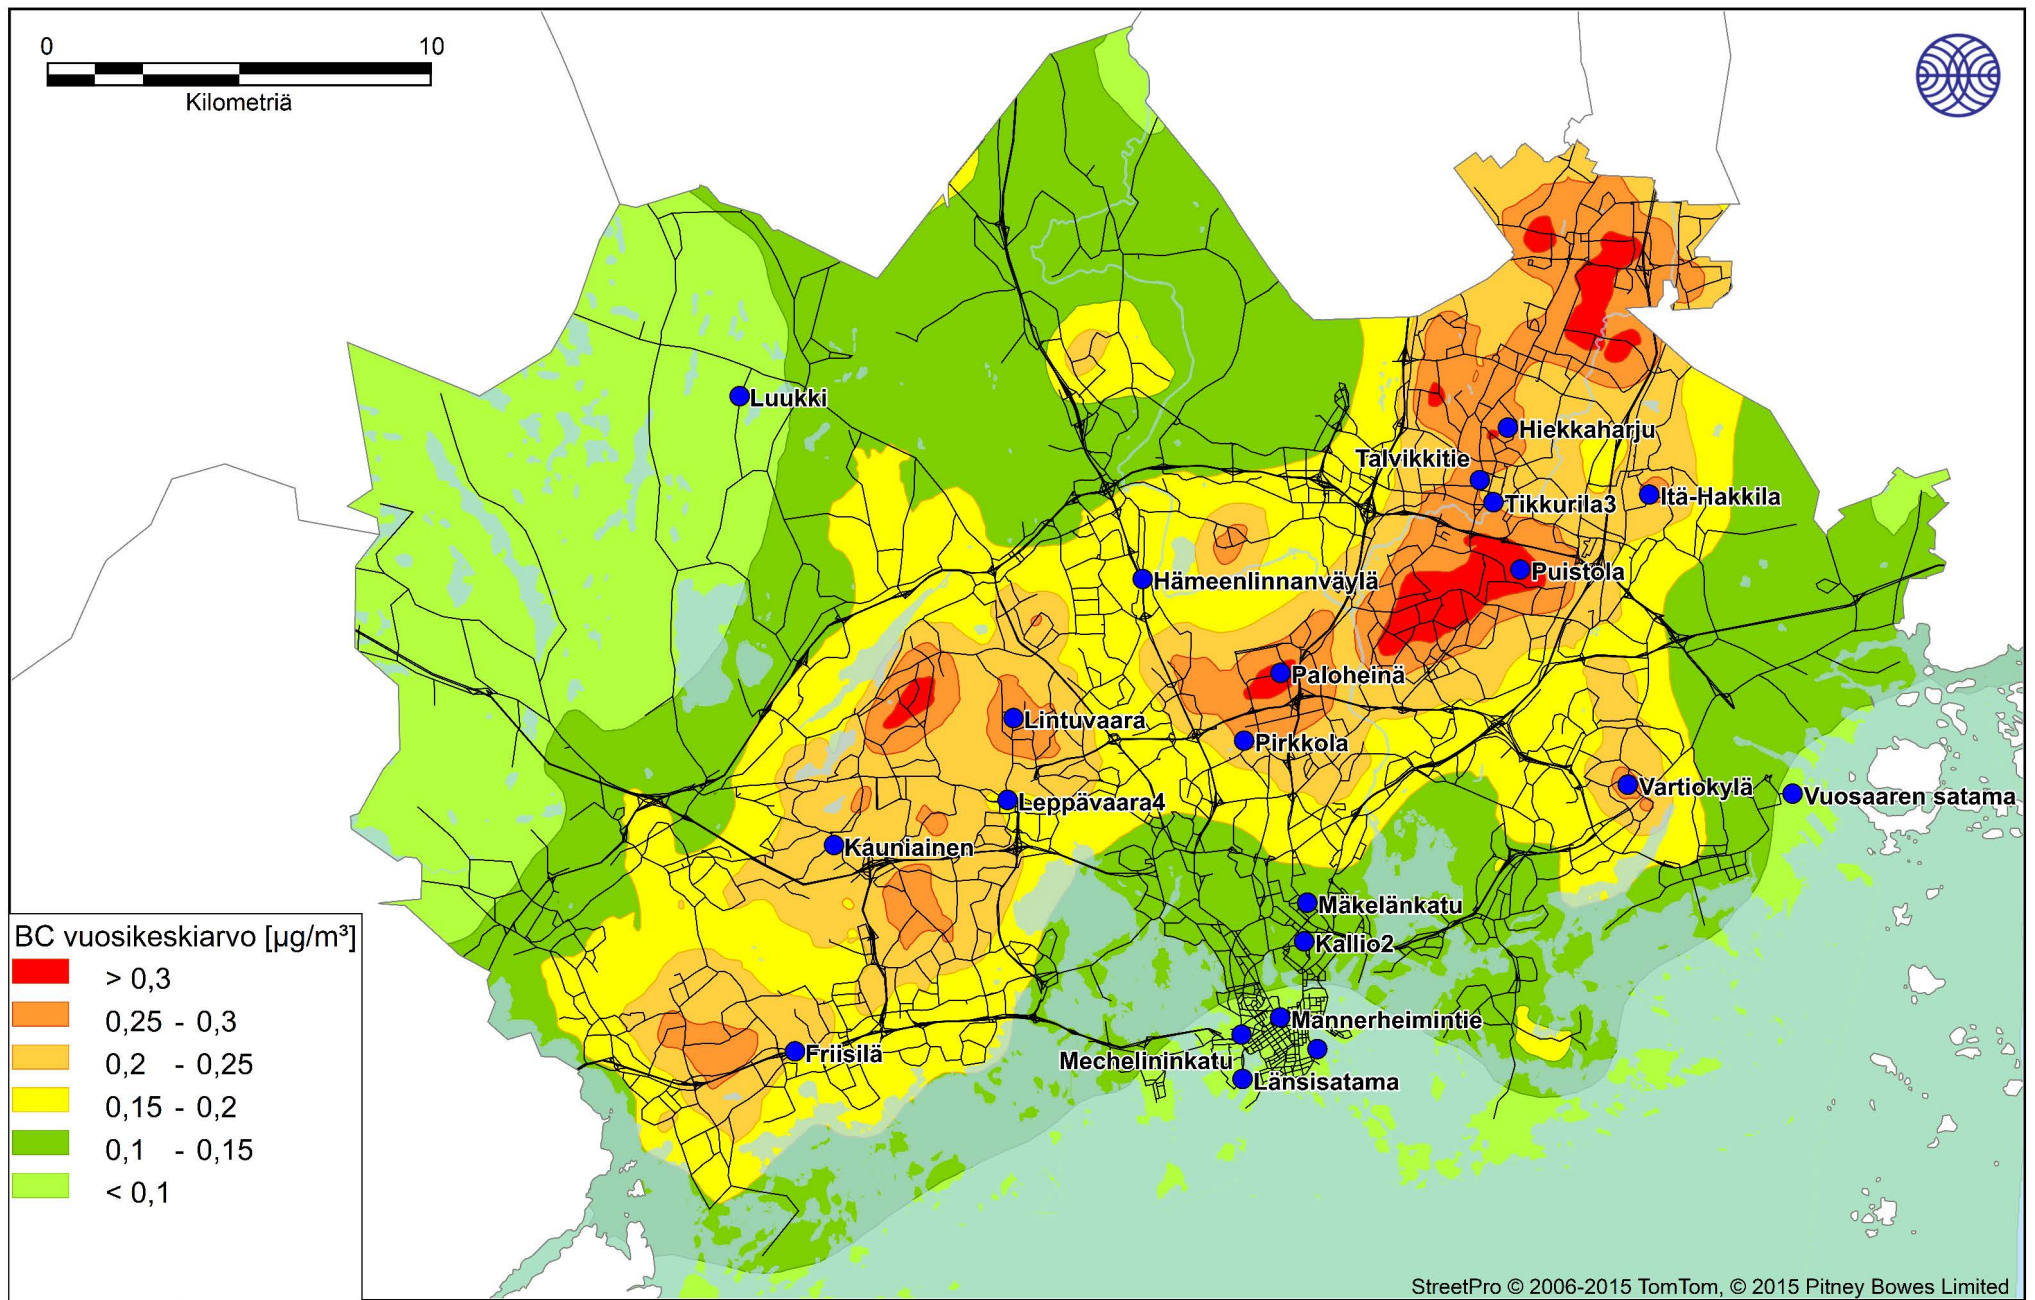 0 10
Kilometriä
Luukki
Hiekkaharju
Talvikkitie
Itä-Hakkila
Tikkurila3
Puistola
Hämeenlinnanväylä
Paloheinä
Lintuvaara
Pirkkola
Vartiokylä
Vuosaaren satama
Leppävaara4
Kauniainen
Mäkelänkatu
Kallio2
Mannerheimintie
Friisilä
Mechelininkatu
Länsisatama
BC vuosikeskiarvo [µg/m³]
> 0,3
0,25 - 0,3
0,2 - 0,25
0,15 - 0,2
0,1 - 0,15
< 0,1
StreetPro © 2006-2015 TomTom, © 2015 Pitney Bowes Limited